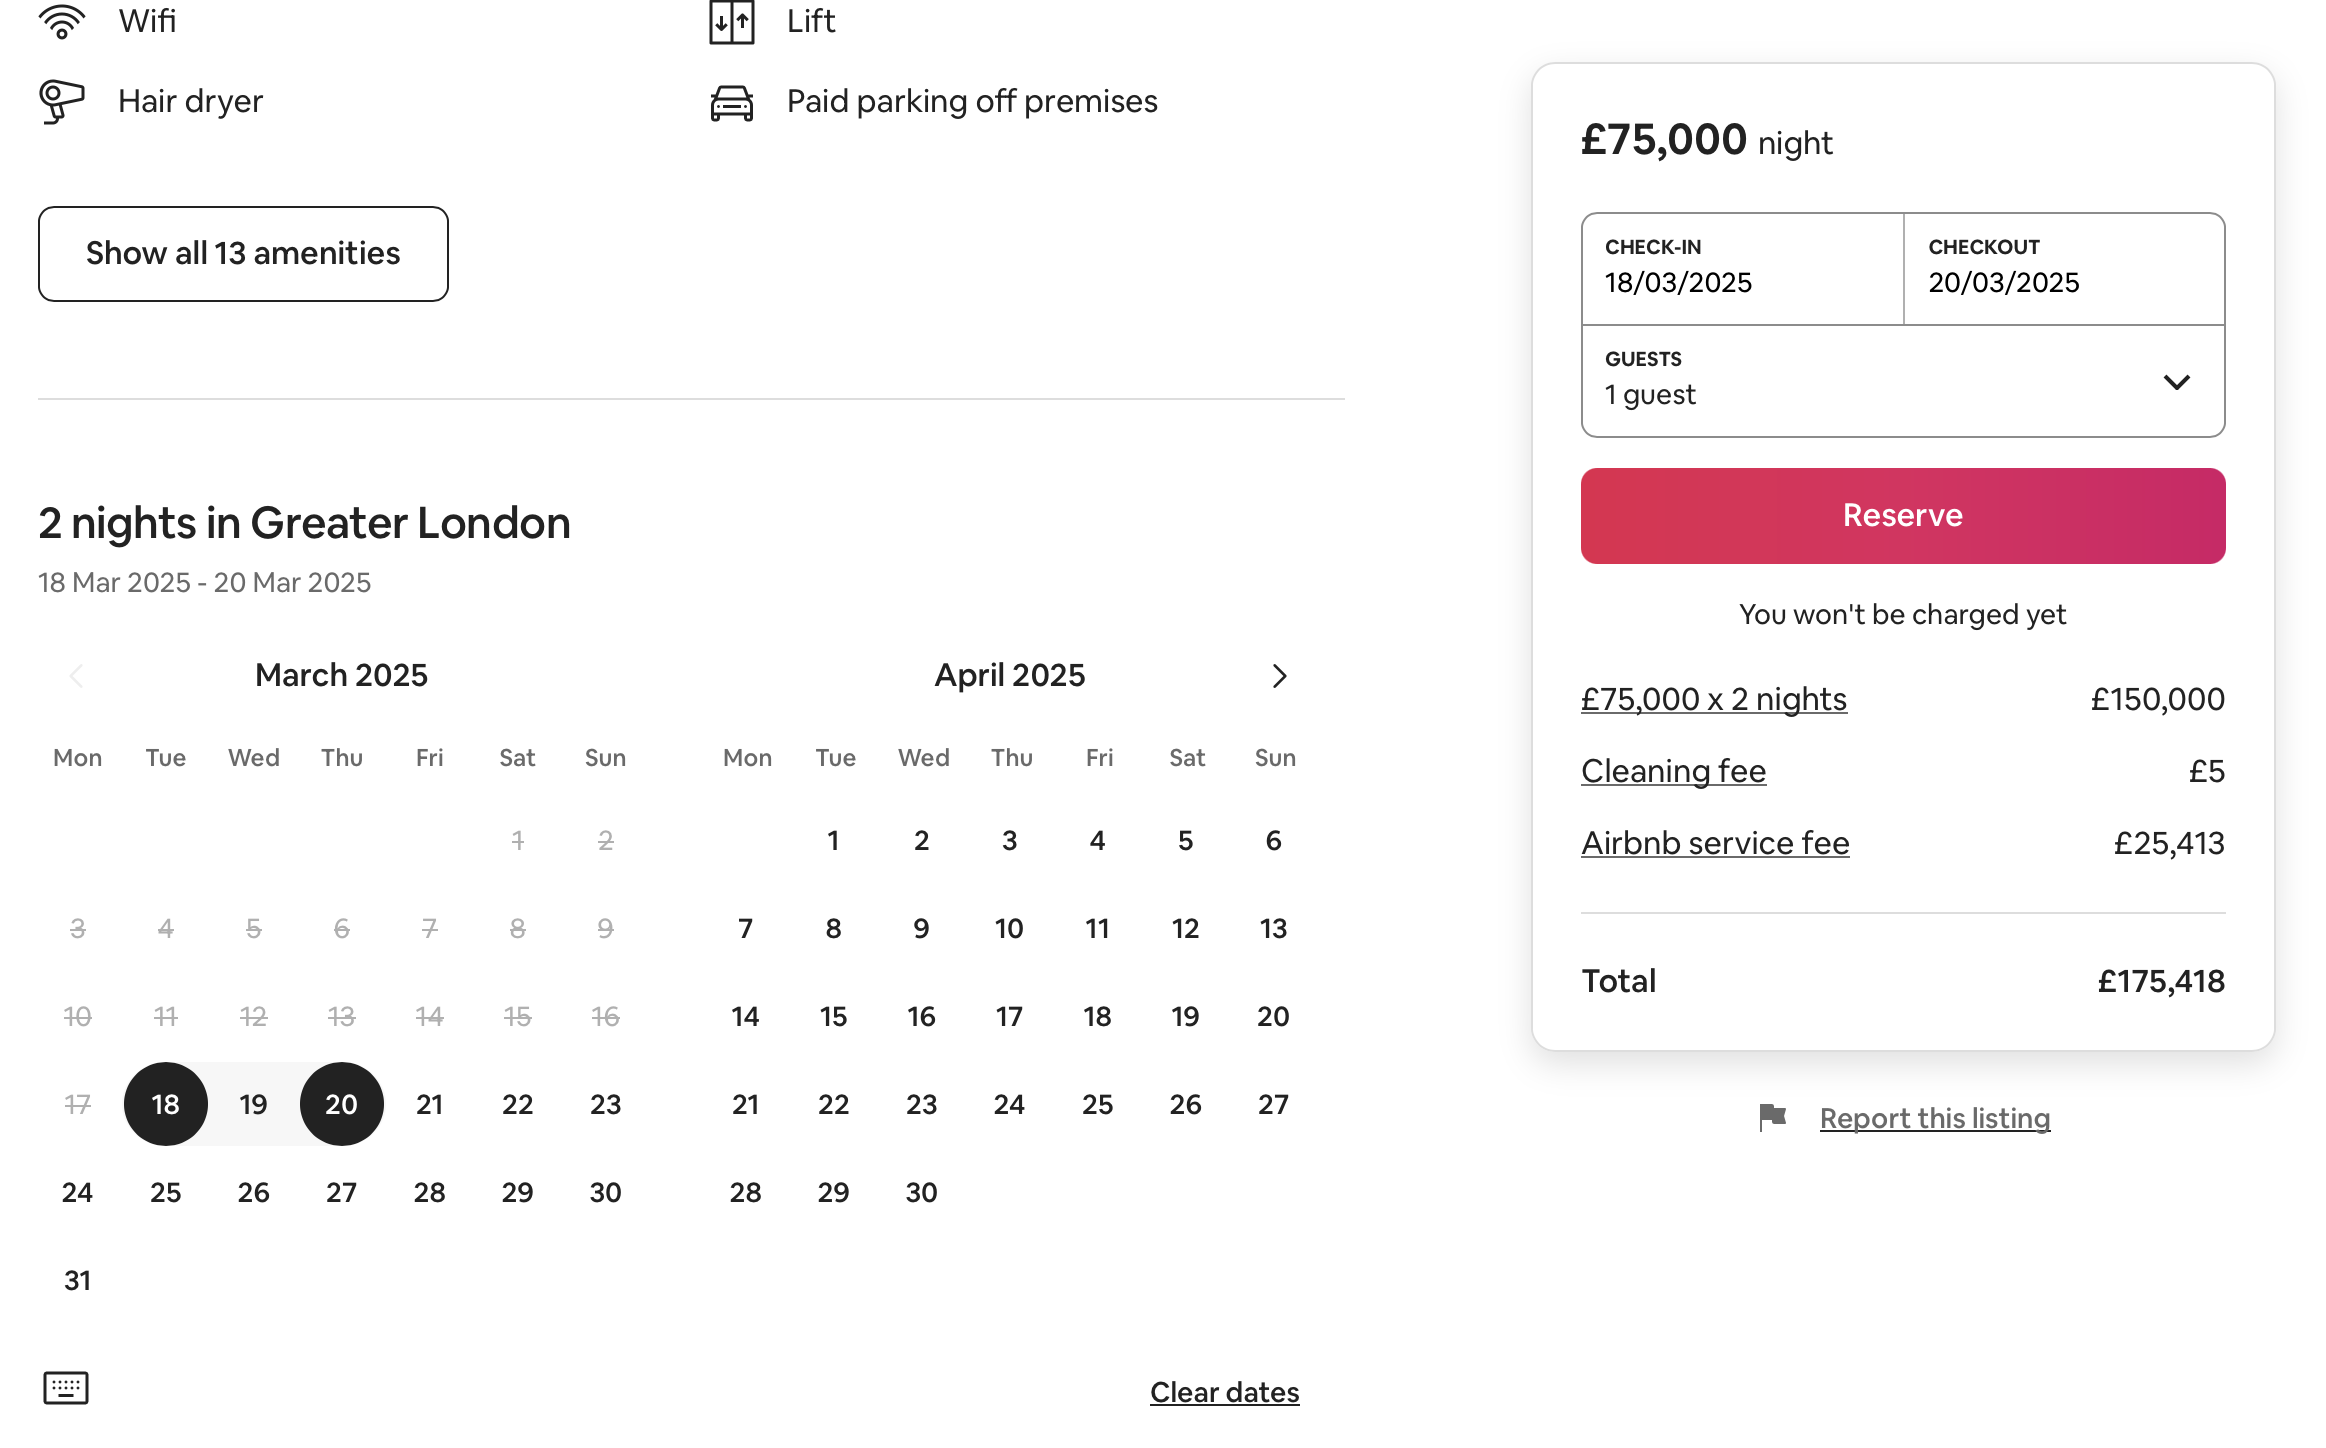 Wifi
Lift
Hair dryer
Paid parking off premises
Show all 13 amenities
2 nights in Greater London
18 Mar 2025 - 20 Mar 2025
March 2025
Mon Tue Wed Thu Fri Sat Sun
1 2
3 4 5 6 7 8 9
10 11 12 13 14 15 16
17 18 19 20 21 22 23
24 25 26 27 28 29 30
31
April 2025
Mon Tue Wed Thu Fri Sat Sun
1 2 3 4 5 6
7 8 9 10 11 12 13
14 15 16 17 18 19 20
21 22 23 24 25 26 27
28 29 30
Clear dates
£75,000 night
CHECK-IN
18/03/2025
CHECKOUT
20/03/2025
GUESTS
1 guest
Reserve
You won't be charged yet
£75,000 x 2 nights £150,000
Cleaning fee £5
Airbnb service fee £25,413
Total £175,418
Report this listing